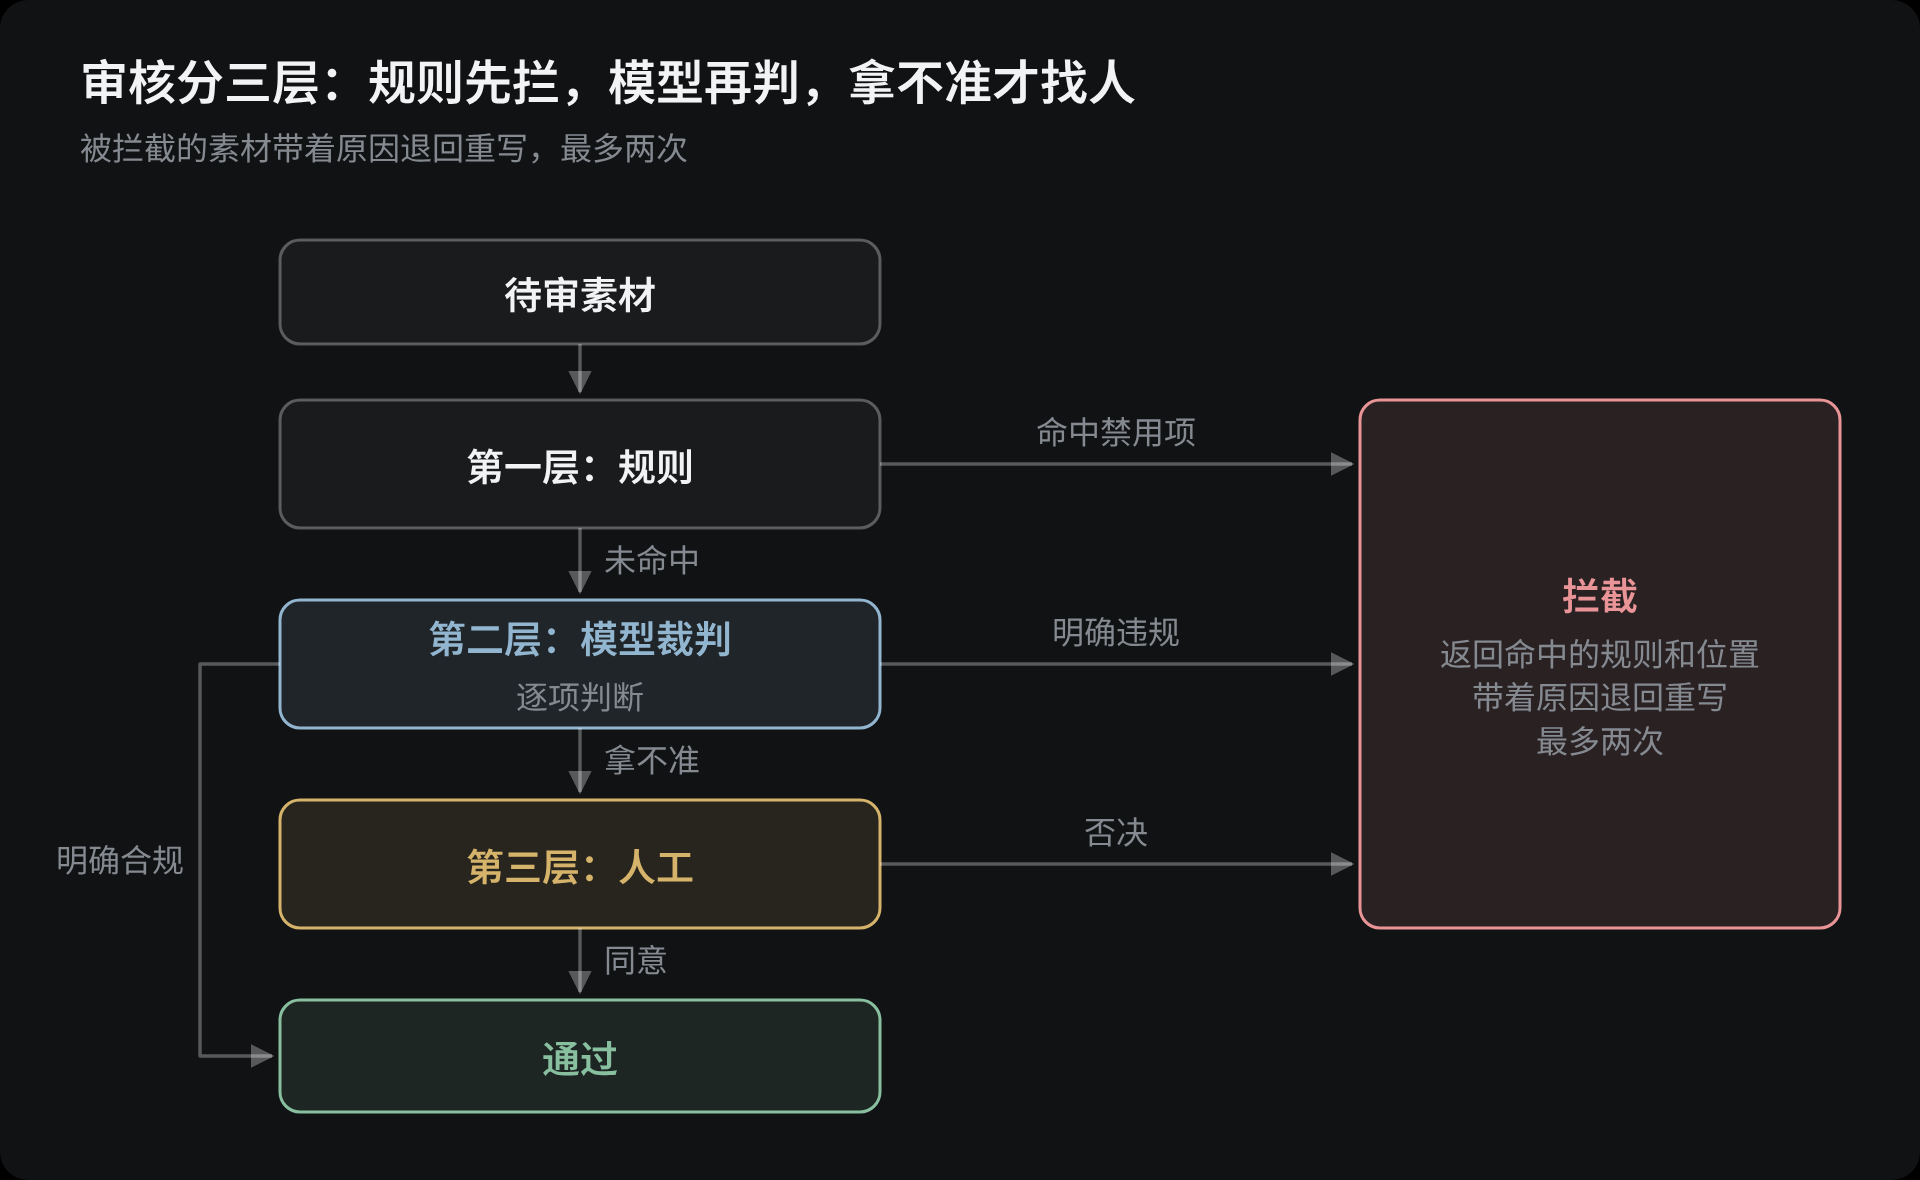 审核分三层：规则先拦，模型再判，拿不准才找人
被拦截的素材带着原因退回重写，最多两次
待审素材
第一层：规则
命中禁用项
未命中
第二层：模型裁判
逐项判断
明确违规
拦截
返回命中的规则和位置
带着原因退回重写
最多两次
拿不准
明确合规
第三层：人工
否决
同意
通过